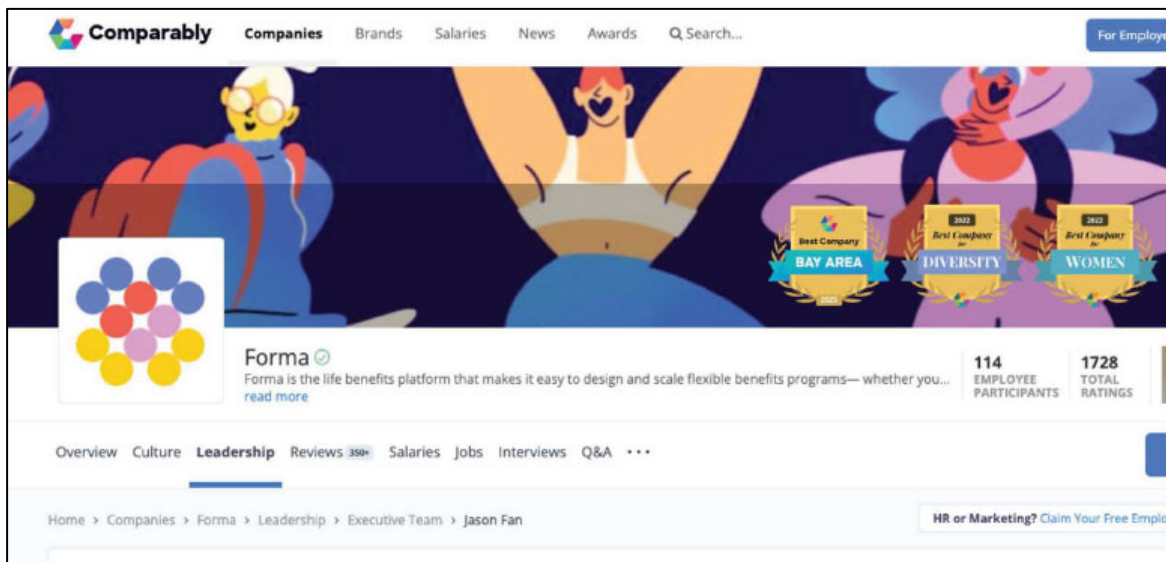 Comparably Companies Brands Salaries News Awards Search...
For Employe
Best Company
BAY AREA
2023
2022
Best Company
for
DIVERSITY
2022
Best Company
for
WOMEN
Forma
Forma is the life benefits platform that makes it easy to design and scale flexible benefits programs— whether you...
read more
114
EMPLOYEE
PARTICIPANTS
1728
TOTAL
RATINGS
Overview Culture Leadership Reviews 350+ Salaries Jobs Interviews Q&A ···
Home > Companies > Forma > Leadership > Executive Team > Jason Fan
HR or Marketing? Claim Your Free Emplo